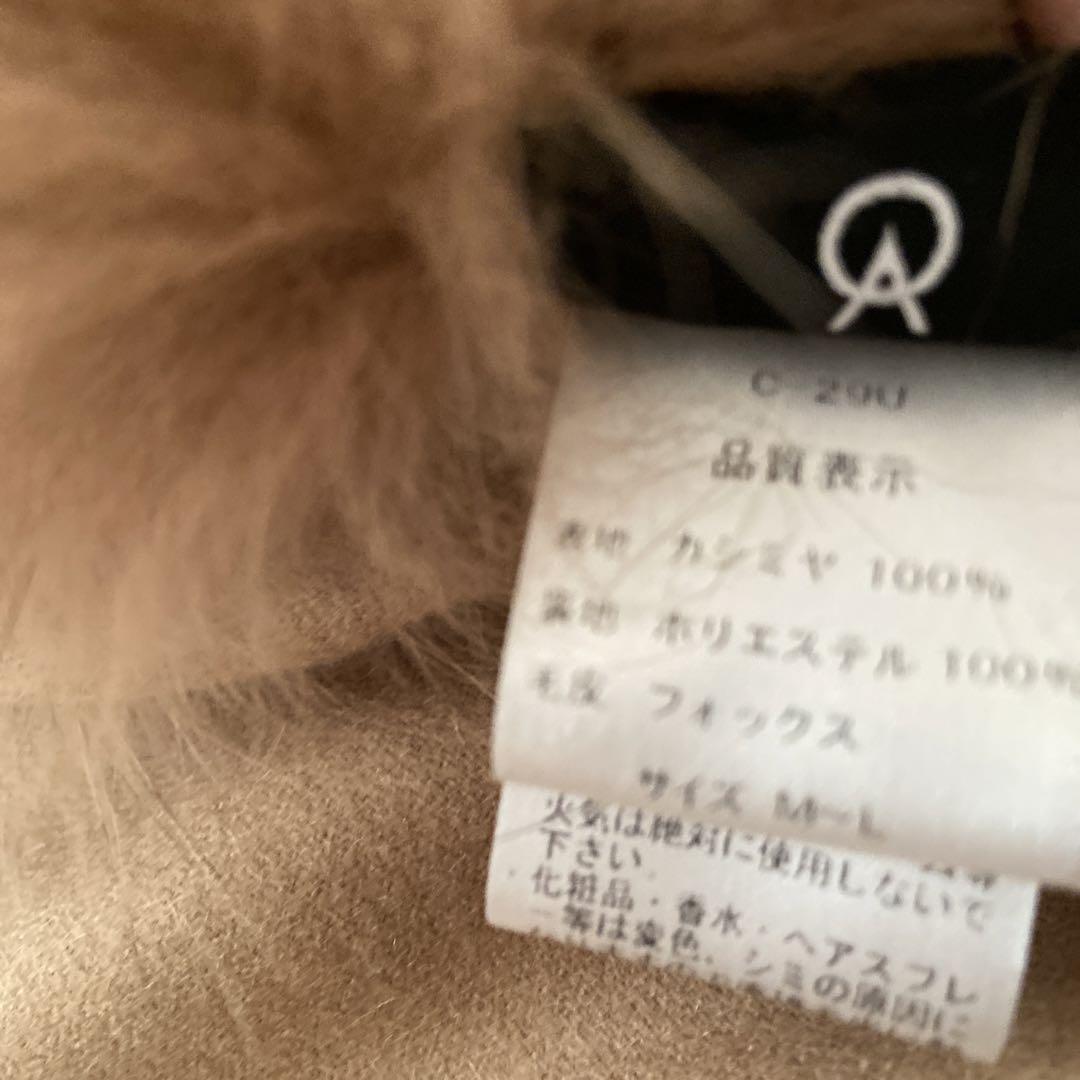 C 290
品質表示
表地 カシミヤ 100%
裏地 ポリエステル 100%
毛皮 フォックス
サイズ M~L
火気は絶対に使用しないで
下さい.
・化粧品・香水・ヘアスプレ
ー等は変色、シミの原因に